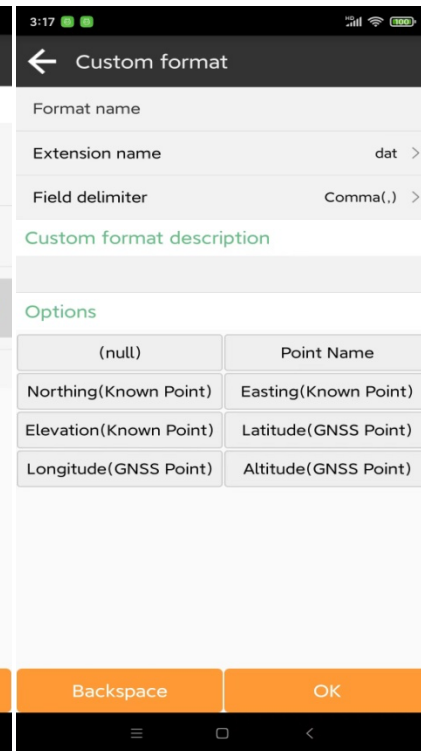 3:17
HD
100
Custom format
Format name
Extension name dat
Field delimiter Comma(,)
Custom format description
Options
(null) Point Name
Northing(Known Point) Easting(Known Point)
Elevation(Known Point) Latitude(GNSS Point)
Longitude(GNSS Point) Altitude(GNSS Point)
Backspace OK